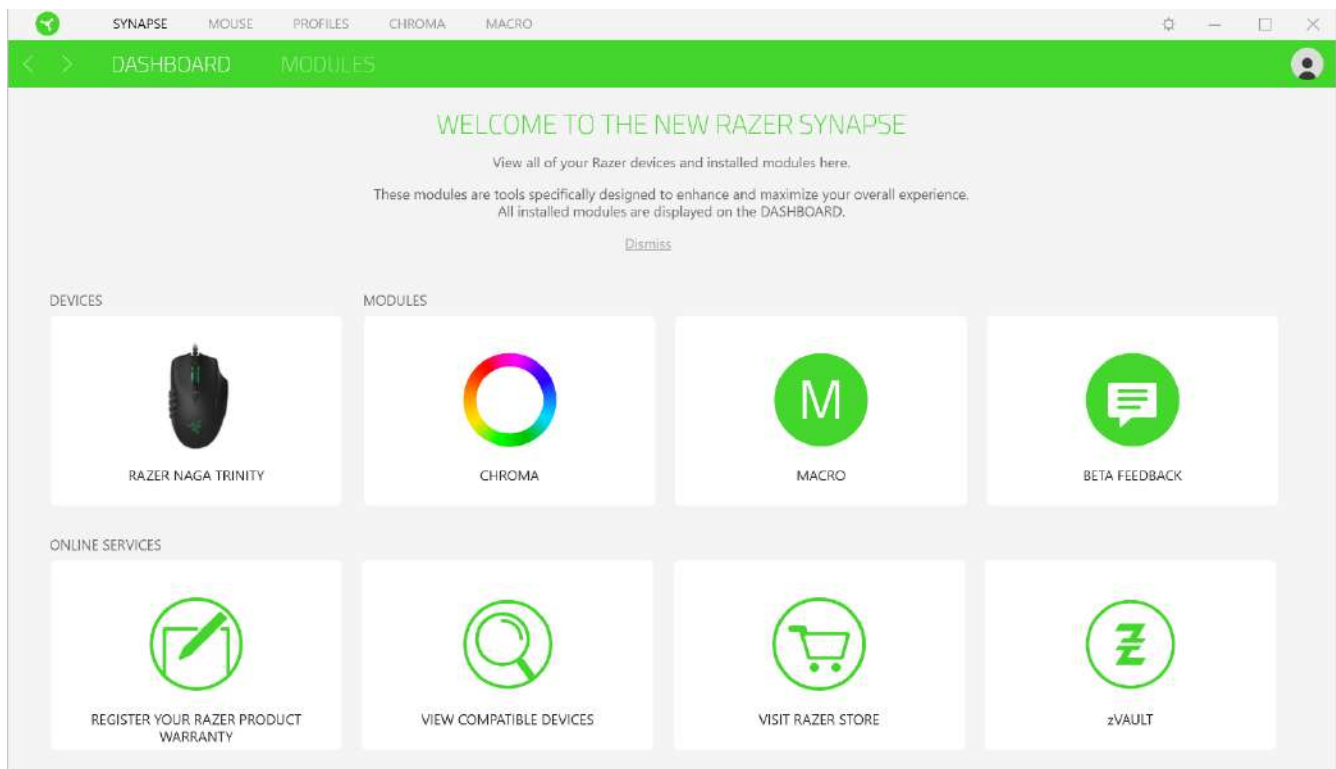 SYNAPSE MOUSE PROFILES CHROMA MACRO
DASHBOARD MODULES
WELCOME TO THE NEW RAZER SYNAPSE
View all of your Razer devices and installed modules here.
These modules are tools specifically designed to enhance and maximize your overall experience.
All installed modules are displayed on the DASHBOARD.
Dismiss
DEVICES MODULES
M
RAZER NAGA TRINITY CHROMA MACRO BETA FEEDBACK
ONLINE SERVICES
REGISTER YOUR RAZER PRODUCT
WARRANTY
VIEW COMPATIBLE DEVICES
VISIT RAZER STORE
zVAULT